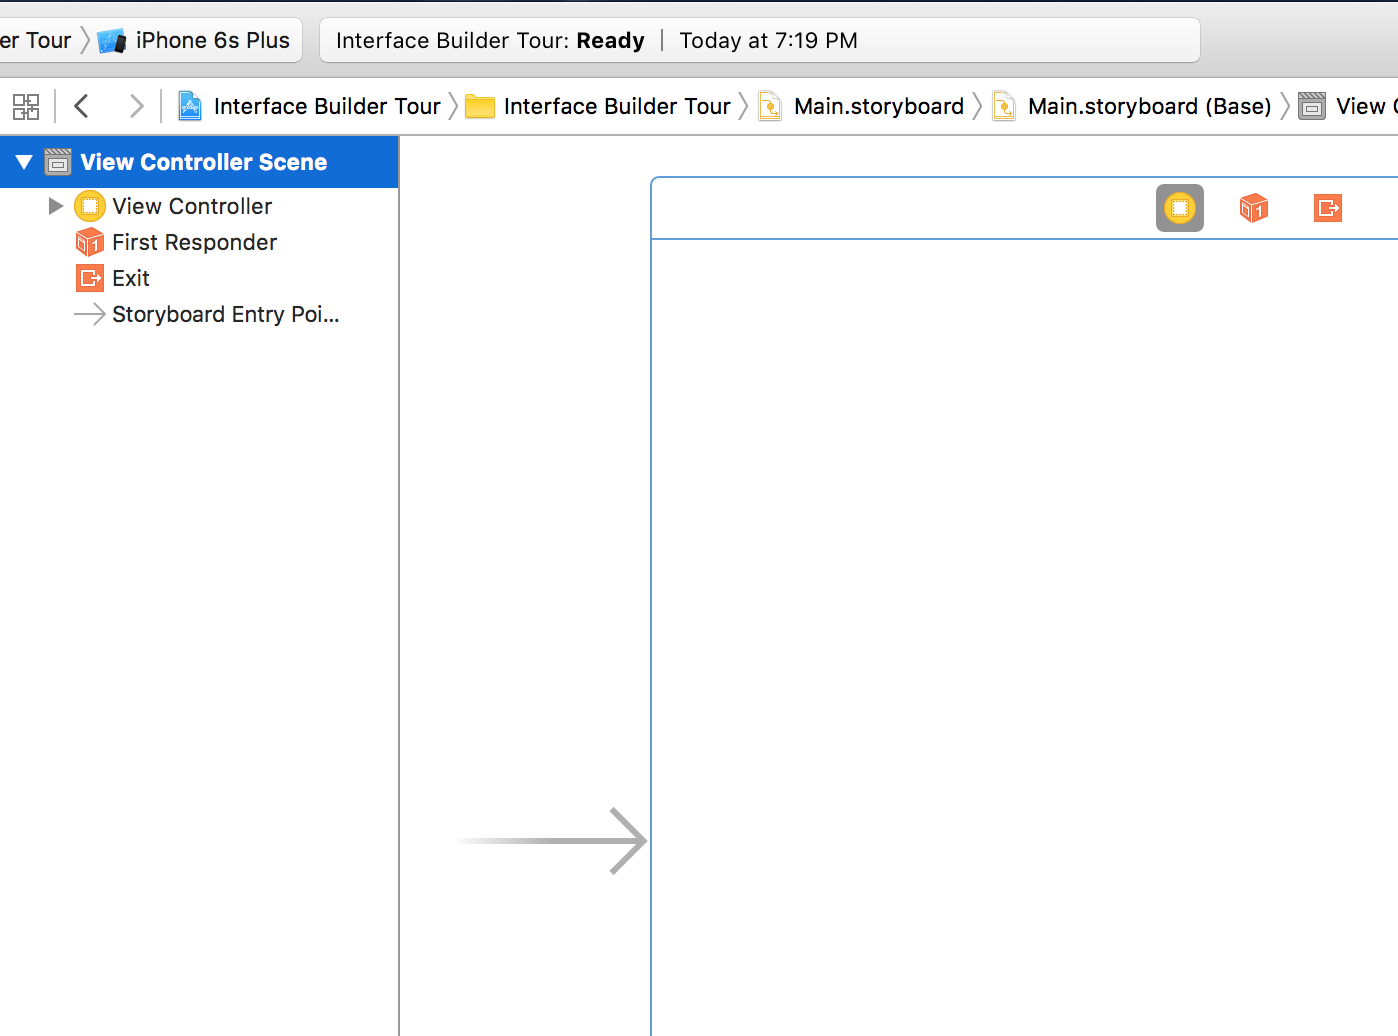 er Tour iPhone 6s Plus Interface Builder Tour: Ready | Today at 7:19 PM
Interface Builder Tour Interface Builder Tour Main.storyboard Main.storyboard (Base) View
View Controller Scene
View Controller
First Responder
Exit
Storyboard Entry Poi...